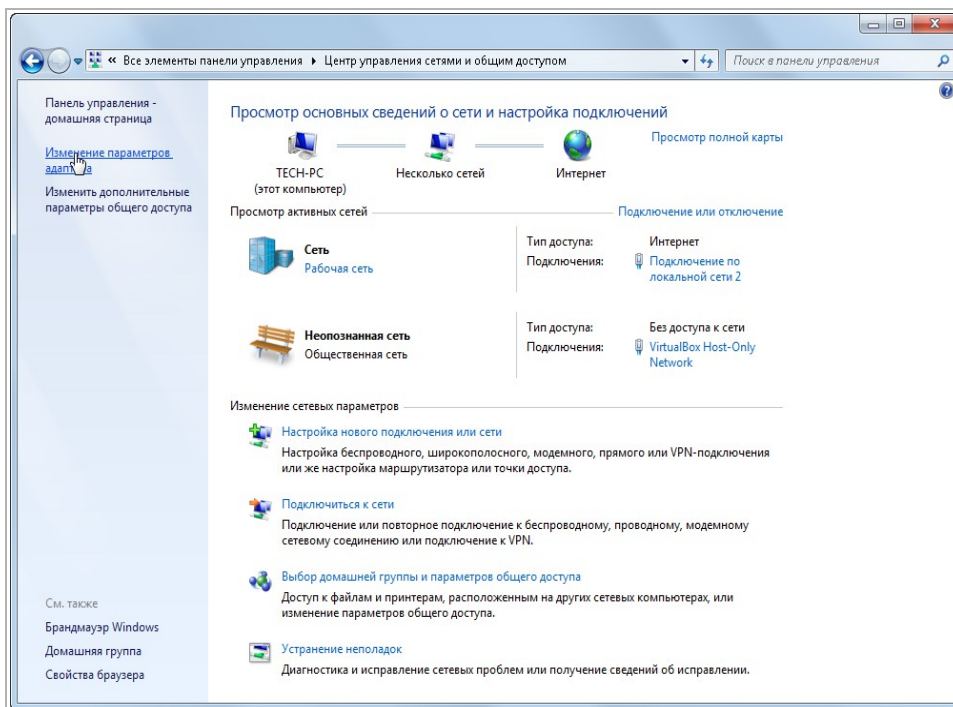 « Все элементы панели управления ▸ Центр управления сетями и общим доступом
Поиск в панели управления
Панель управления -
домашняя страница
Изменение параметров
адаптера
Изменить дополнительные
параметры общего доступа
См. также
Брандмауэр Windows
Домашняя группа
Свойства браузера
Просмотр основных сведений о сети и настройка подключений
Просмотр полной карты
TECH-PC
(этот компьютер)
Несколько сетей
Интернет
Просмотр активных сетей
Подключение или отключение
Сеть
Рабочая сеть
Тип доступа: Интернет
Подключения: Подключение по
локальной сети 2
Неопознанная сеть
Общественная сеть
Тип доступа: Без доступа к сети
Подключения: VirtualBox Host-Only
Network
Изменение сетевых параметров
Настройка нового подключения или сети
Настройка беспроводного, широкополосного, модемного, прямого или VPN-подключения
или же настройка маршрутизатора или точки доступа.
Подключиться к сети
Подключение или повторное подключение к беспроводному, проводному, модемному
сетевому соединению или подключение к VPN.
Выбор домашней группы и параметров общего доступа
Доступ к файлам и принтерам, расположенным на других сетевых компьютерах, или
изменение параметров общего доступа.
Устранение неполадок
Диагностика и исправление сетевых проблем или получение сведений об исправлении.